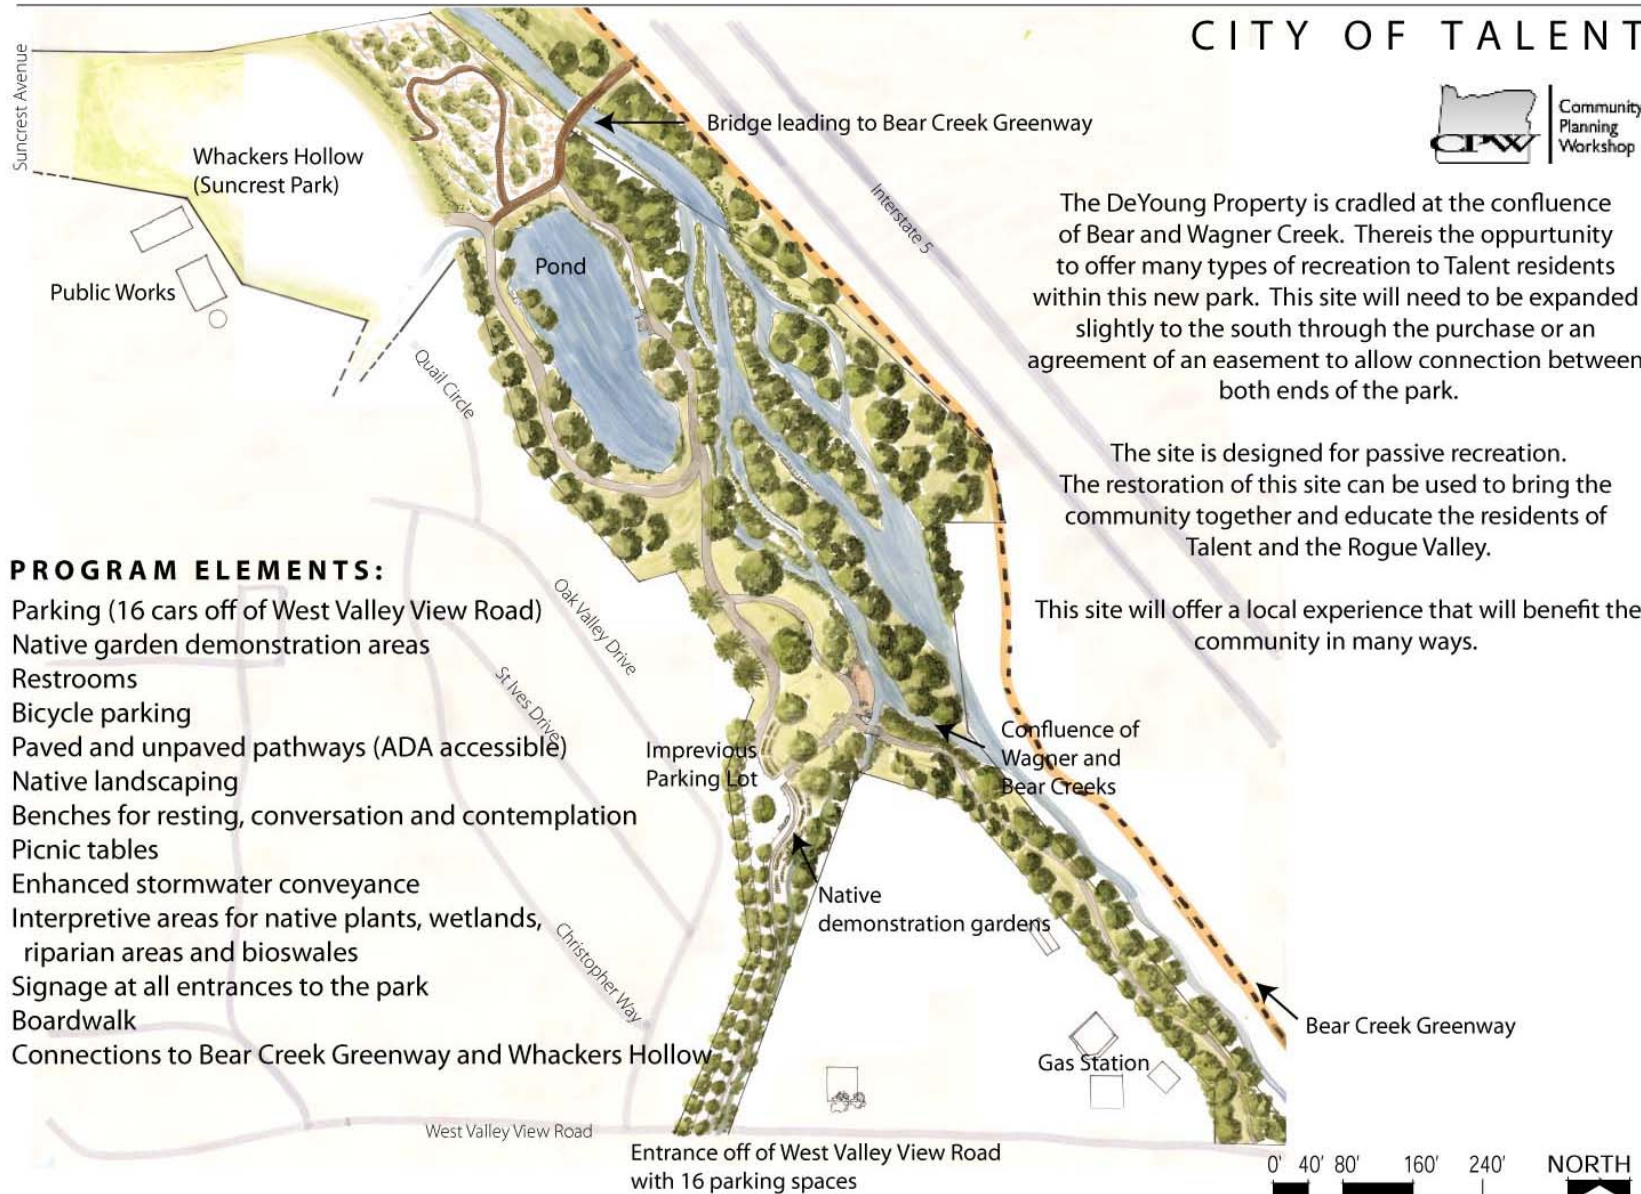 CITY OF TALENT
CPW
Community
Planning
Workshop
Suncrest Avenue
Whackers Hollow
(Suncrest Park)
Public Works
Bridge leading to Bear Creek Greenway
Interstate 5
Pond
Quail Circle
The DeYoung Property is cradled at the confluence
of Bear and Wagner Creek. Thereis the oppurtunity
to offer many types of recreation to Talent residents
within this new park. This site will need to be expanded
slightly to the south through the purchase or an
agreement of an easement to allow connection between
both ends of the park.
The site is designed for passive recreation.
The restoration of this site can be used to bring the
community together and educate the residents of
Talent and the Rogue Valley.
This site will offer a local experience that will benefit the
community in many ways.
PROGRAM ELEMENTS:
Parking (16 cars off of West Valley View Road)
Native garden demonstration areas
Restrooms
Bicycle parking
Paved and unpaved pathways (ADA accessible)
Native landscaping
Benches for resting, conversation and contemplation
Picnic tables
Enhanced stormwater conveyance
Interpretive areas for native plants, wetlands,
riparian areas and bioswales
Signage at all entrances to the park
Boardwalk
Connections to Bear Creek Greenway and Whackers Hollow
Oak Valley Drive
St Ives Drive
Imprevious
Parking Lot
Confluence of
Wagner and
Bear Creeks
Native
demonstration gardens
Christopher Way
Bear Creek Greenway
Gas Station
West Valley View Road
Entrance off of West Valley View Road
with 16 parking spaces
0' 40' 80' 160' 240'
NORTH